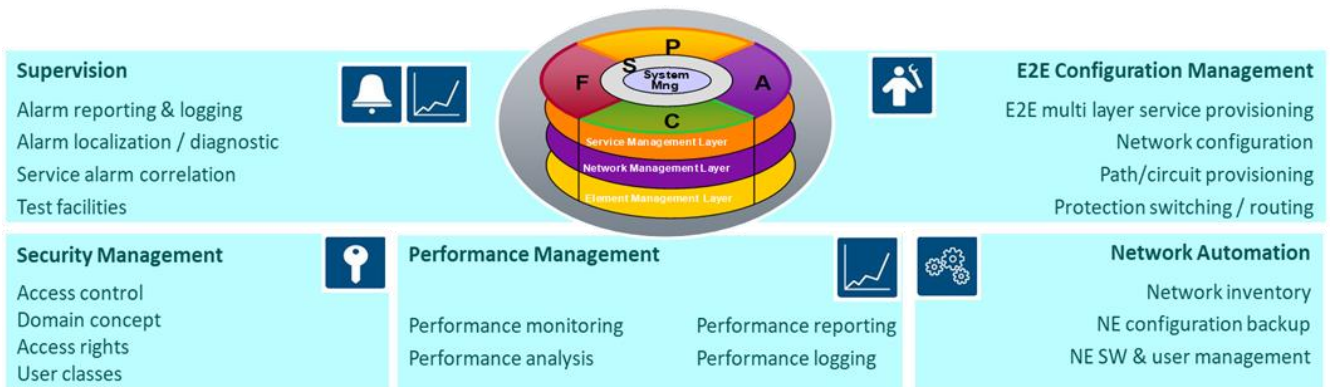 Supervision
Alarm reporting & logging
Alarm localization / diagnostic
Service alarm correlation
Test facilities
P
F
S
A
System
Mng
C
Service Management Layer
Network Management Layer
Element Management Layer
E2E Configuration Management
E2E multi layer service provisioning
Network configuration
Path/circuit provisioning
Protection switching / routing
Security Management
Access control
Domain concept
Access rights
User classes
Performance Management
Performance monitoring
Performance analysis
Performance reporting
Performance logging
Network Automation
Network inventory
NE configuration backup
NE SW & user management